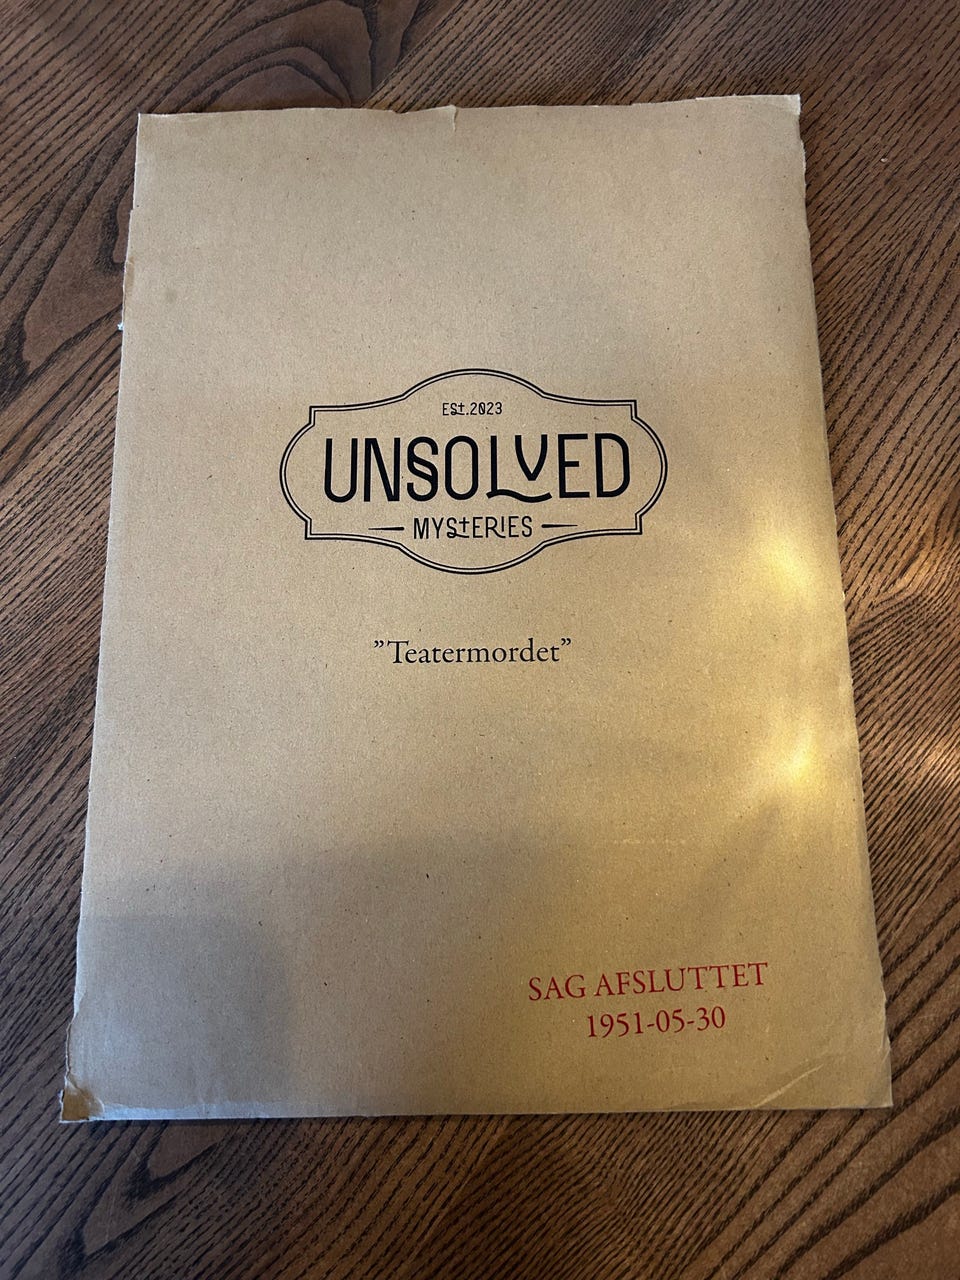 EST.2023
UNSOLVED
MYSTERIES
”Teatermordet”
SAG AFSLUTTET
1951-05-30